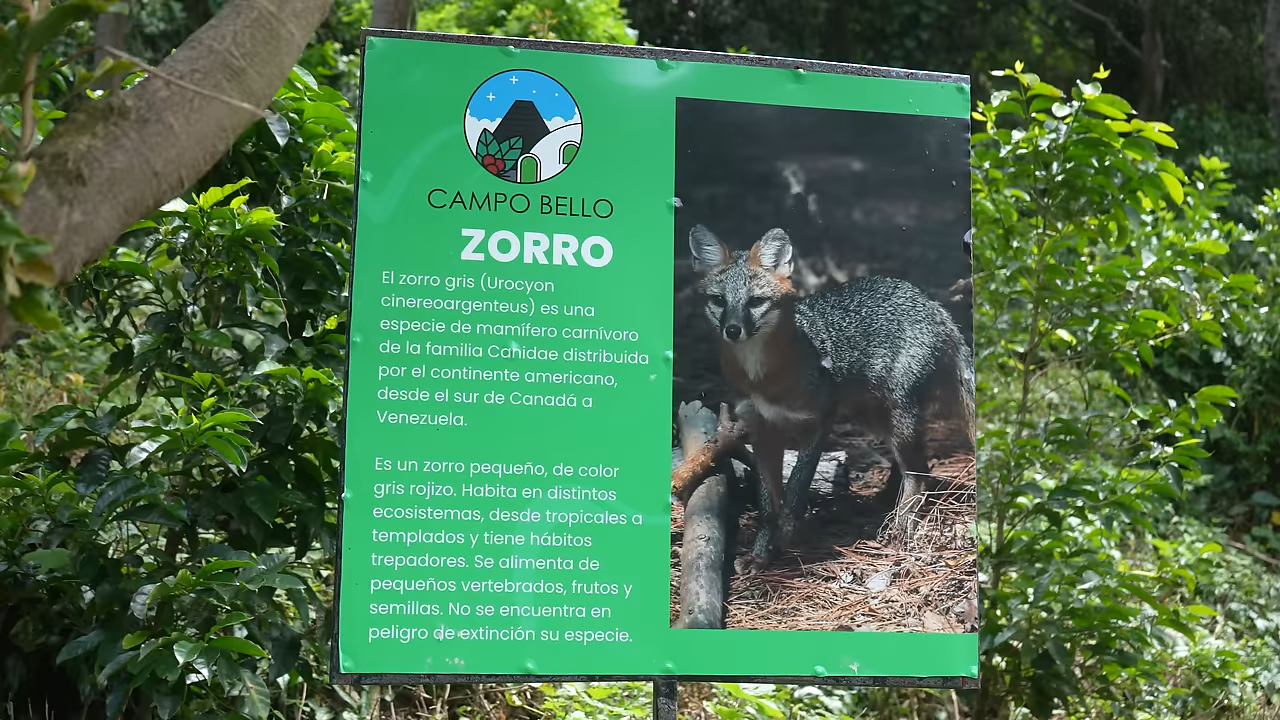 CAMPO BELLO
ZORRO
El zorro gris (Urocyon
cinereoargenteus) es una
especie de mamífero carnívoro
de la familia Canidae distribuida
por el continente americano,
desde el sur de Canadá a
Venezuela.
Es un zorro pequeño, de color
gris rojizo. Habita en distintos
ecosistemas, desde tropicales a
templados y tiene hábitos
trepadores. Se alimenta de
pequeños vertebrados, frutos y
semillas. No se encuentra en
peligro de extinción su especie.